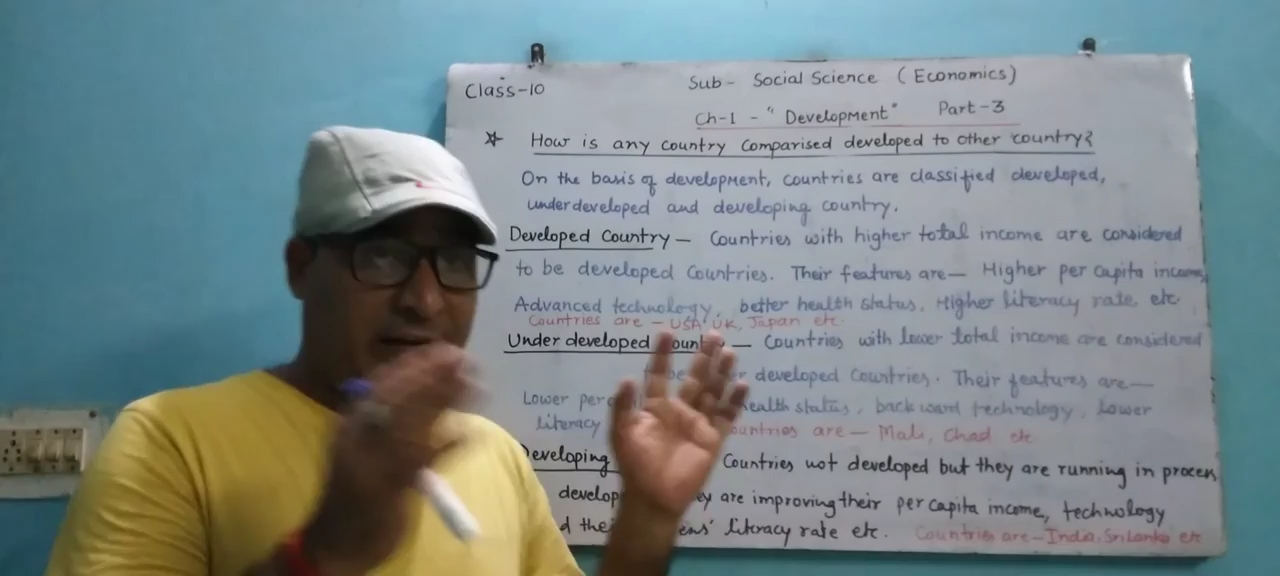 Class-10
Sub- Social Science (Economics)
Ch-1 - "Development" Part-3
☆ How is any country comparised developed to other country?
On the basis of development, countries are classified developed,
underdeveloped and developing country.
Developed Country — Countries with higher total income are considered
to be developed countries. Their features are— Higher per capita income,
Advanced technology, better health status, Higher literacy rate etc.
Countries are - USA, UK, Japan etc.
Under developed — Countries with lower total income are considered
developed Countries. Their features are—
Lower health status, backward technology, lower
literacy countries are — Mali, Chad etc
Developing Countries not developed but they are running in process
are improving their per capita income, technology
literacy rate etc. Countries are - India, Sri Lanka etc